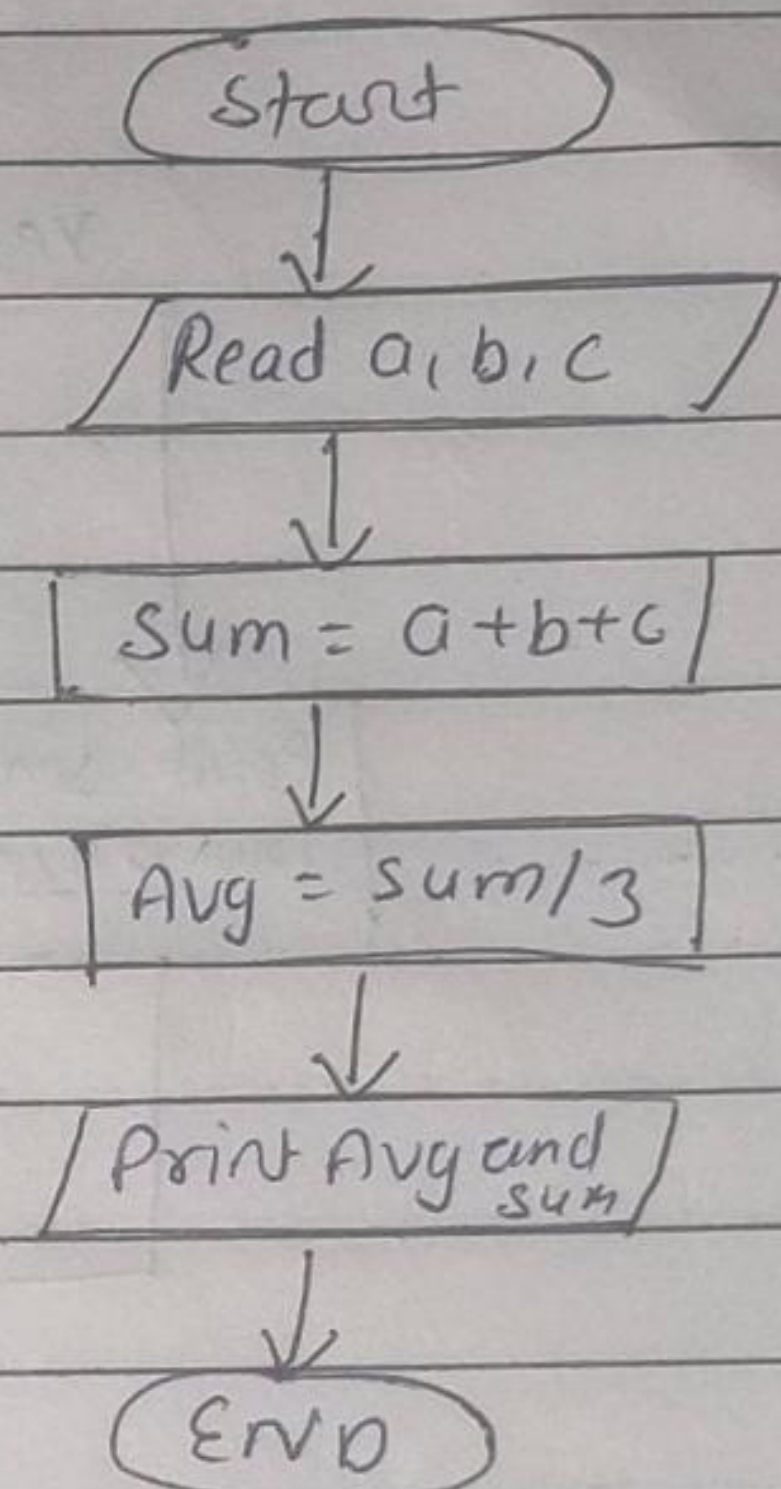 Start
Read a, b, c
Sum = a+b+c
Avg = sum/3
Print Avg and
sum
END